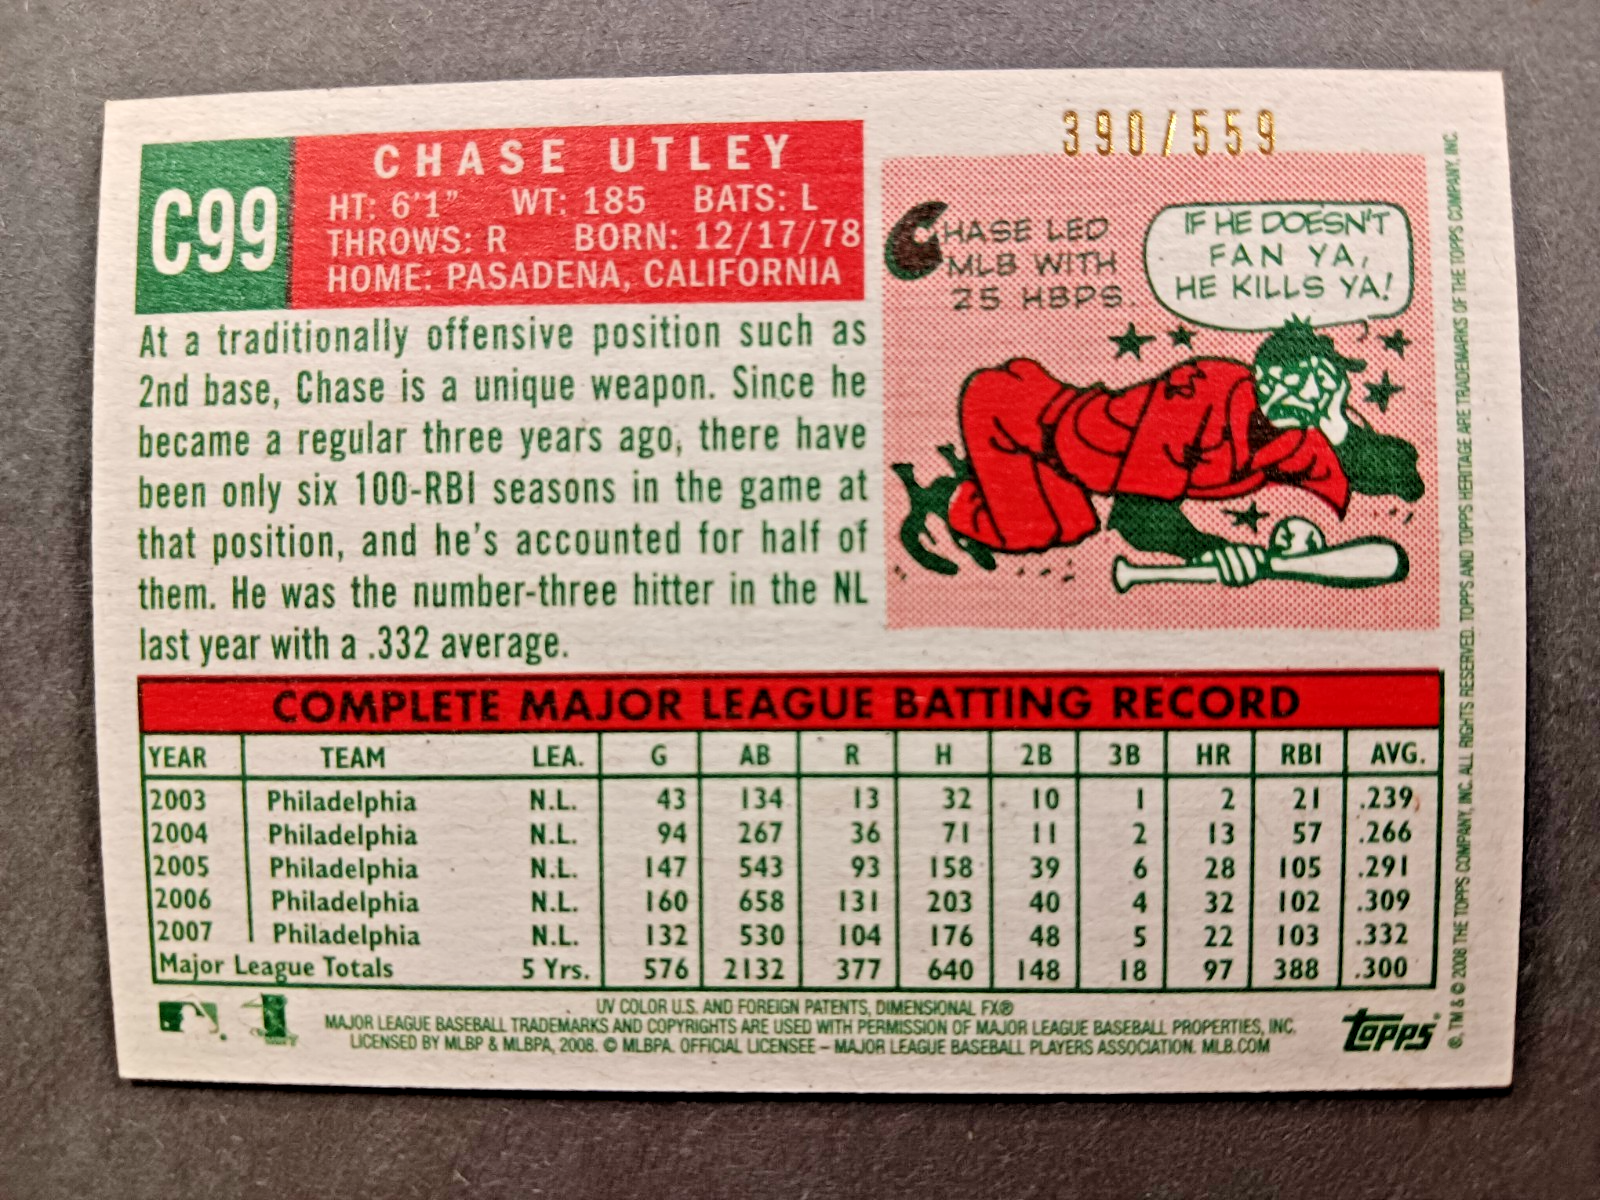 390/559
C99
CHASE UTLEY
HT: 6'1" WT: 185 BATS: L
THROWS: R BORN: 12/17/78
HOME: PASADENA, CALIFORNIA
At a traditionally offensive position such as
2nd base, Chase is a unique weapon. Since he
became a regular three years ago, there have
been only six 100-RBI seasons in the game at
that position, and he's accounted for half of
them. He was the number-three hitter in the NL
last year with a .332 average.
CHASE LED
MLB WITH
25 HBPS.
IF HE DOESN'T
FAN YA,
HE KILLS YA!
COMPLETE MAJOR LEAGUE BATTING RECORD
YEAR TEAM LEA. G AB R H 2B 3B HR RBI AVG.
2003 Philadelphia N.L. 43 134 13 32 10 1 2 21 .239
2004 Philadelphia N.L. 94 267 36 71 11 2 13 57 .266
2005 Philadelphia N.L. 147 543 93 158 39 6 28 105 .291
2006 Philadelphia N.L. 160 658 131 203 40 4 32 102 .309
2007 Philadelphia N.L. 132 530 104 176 48 5 22 103 .332
Major League Totals 5 Yrs. 576 2132 377 640 148 18 97 388 .300
UV COLOR U.S. AND FOREIGN PATENTS, DIMENSIONAL FX®
MAJOR LEAGUE BASEBALL TRADEMARKS AND COPYRIGHTS ARE USED WITH PERMISSION OF MAJOR LEAGUE BASEBALL PROPERTIES, INC.
LICENSED BY MLBP & MLBPA, 2008. © MLBPA. OFFICIAL LICENSEE – MAJOR LEAGUE BASEBALL PLAYERS ASSOCIATION. MLB.COM
Topps®
®, TM & © 2008 THE TOPPS COMPANY, INC. ALL RIGHTS RESERVED. TOPPS AND TOPPS HERITAGE ARE TRADEMARKS OF THE TOPPS COMPANY, INC.